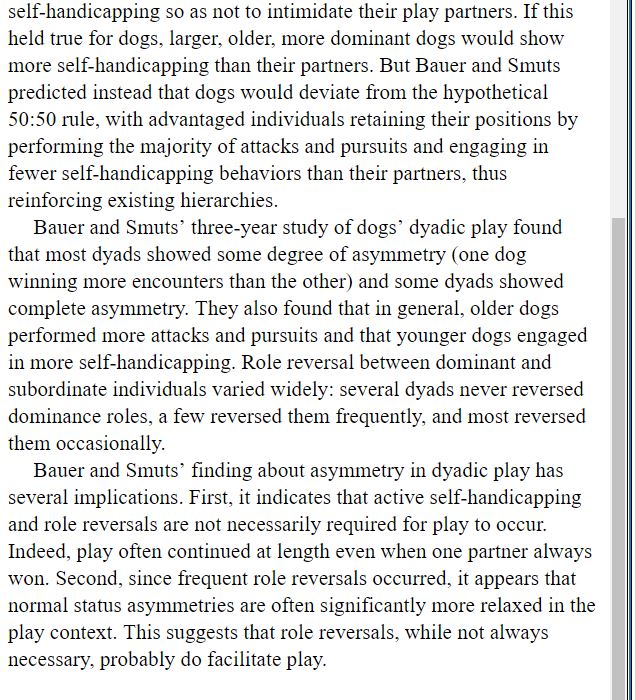 self-handicapping so as not to intimidate their play partners. If this
held true for dogs, larger, older, more dominant dogs would show
more self-handicapping than their partners. But Bauer and Smuts
predicted instead that dogs would deviate from the hypothetical
50:50 rule, with advantaged individuals retaining their positions by
performing the majority of attacks and pursuits and engaging in
fewer self-handicapping behaviors than their partners, thus
reinforcing existing hierarchies.
Bauer and Smuts’ three-year study of dogs’ dyadic play found
that most dyads showed some degree of asymmetry (one dog
winning more encounters than the other) and some dyads showed
complete asymmetry. They also found that in general, older dogs
performed more attacks and pursuits and that younger dogs engaged
in more self-handicapping. Role reversal between dominant and
subordinate individuals varied widely: several dyads never reversed
dominance roles, a few reversed them frequently, and most reversed
them occasionally.
Bauer and Smuts’ finding about asymmetry in dyadic play has
several implications. First, it indicates that active self-handicapping
and role reversals are not necessarily required for play to occur.
Indeed, play often continued at length even when one partner always
won. Second, since frequent role reversals occurred, it appears that
normal status asymmetries are often significantly more relaxed in the
play context. This suggests that role reversals, while not always
necessary, probably do facilitate play.